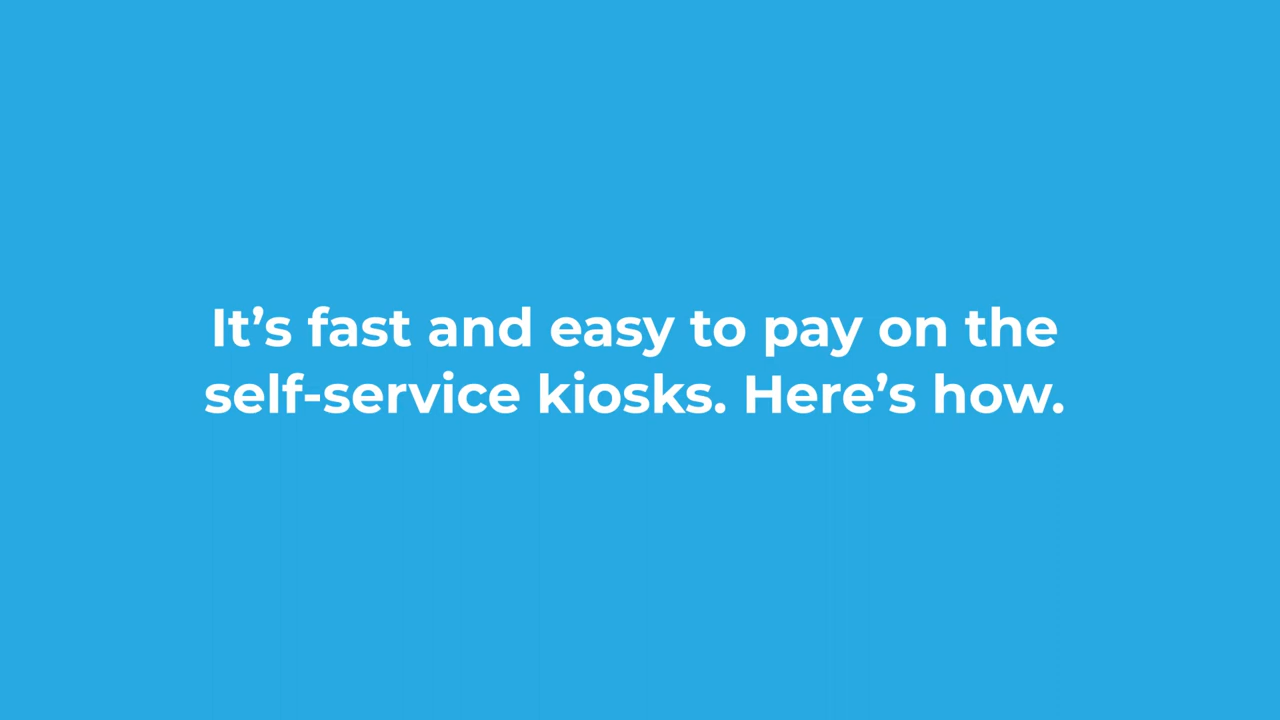 It’s fast and easy to pay on the
self-service kiosks. Here’s how.